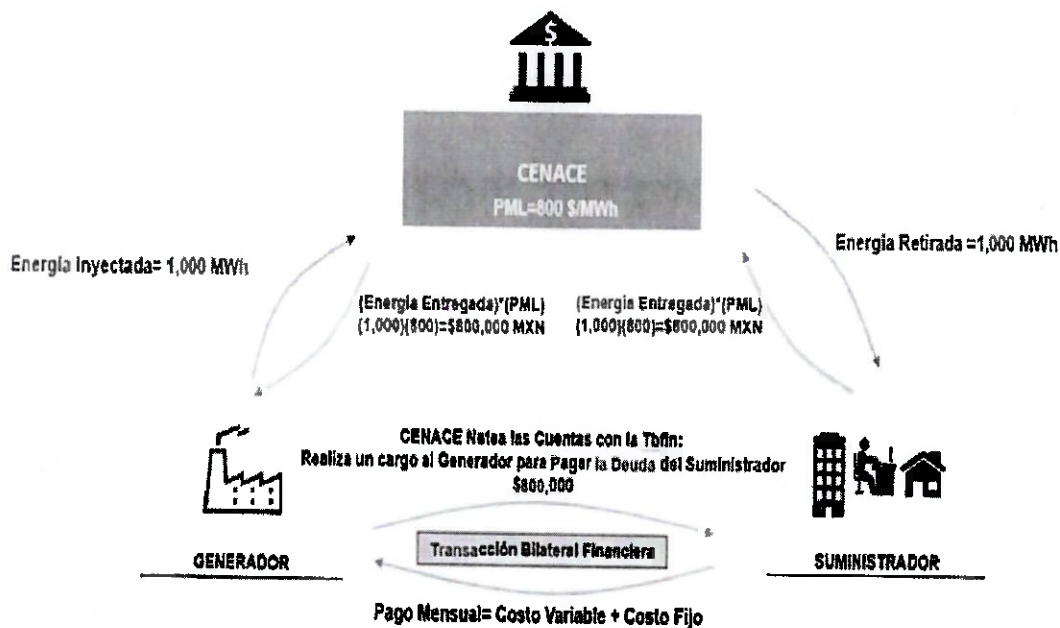 $
CENACE
PML=800 $/MWh
Energía Inyectada= 1,000 MWh
Energía Retirada =1,000 MWh
(Energía Entregada)*(PML)
(1,000)(800)=$800,000 MXN
(Energía Entregada)*(PML)
(1,000)(800)=$800,000 MXN
CENACE Netea las Cuentas con la Tbfin:
Realiza un cargo al Generador para Pagar la Deuda del Suministrador
$800,000
Transacción Bilateral Financiera
GENERADOR
SUMINISTRADOR
Pago Mensual= Costo Variable + Costo Fijo